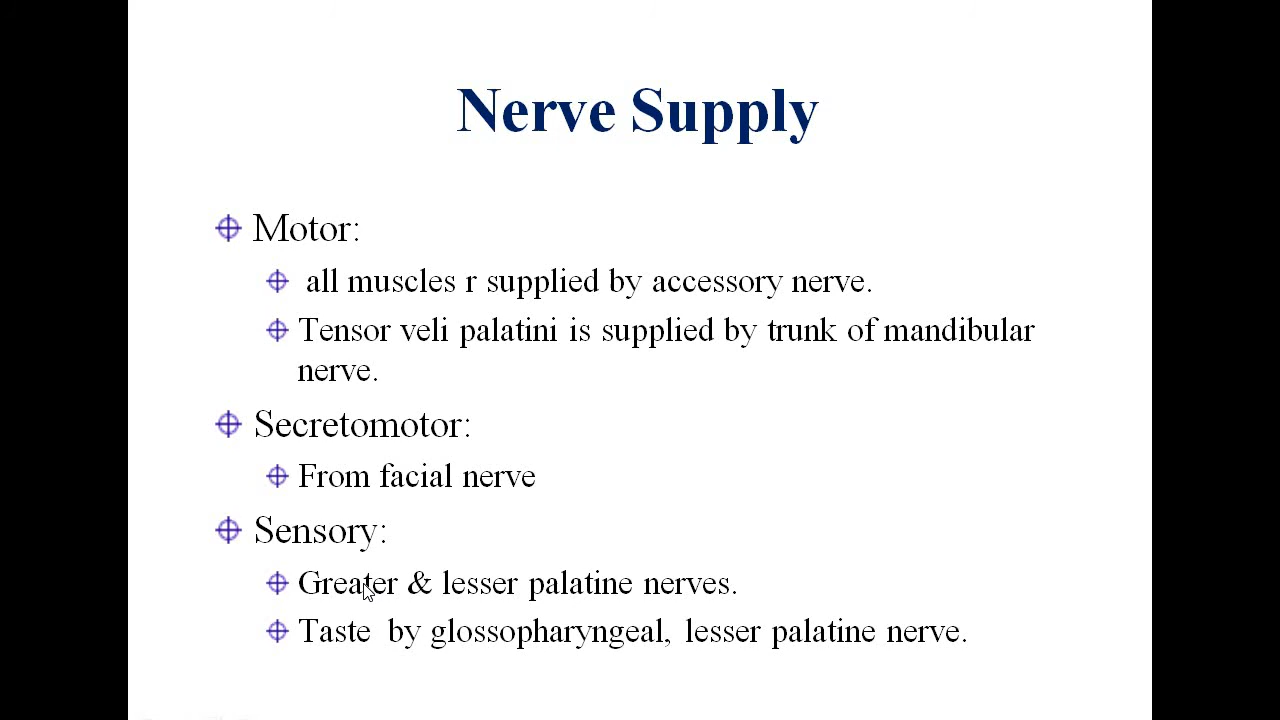 Nerve Supply
Motor:
all muscles r supplied by accessory nerve.
Tensor veli palatini is supplied by trunk of mandibular
nerve.
Secretomotor:
From facial nerve
Sensory:
Greater & lesser palatine nerves.
Taste by glossopharyngeal, lesser palatine nerve.